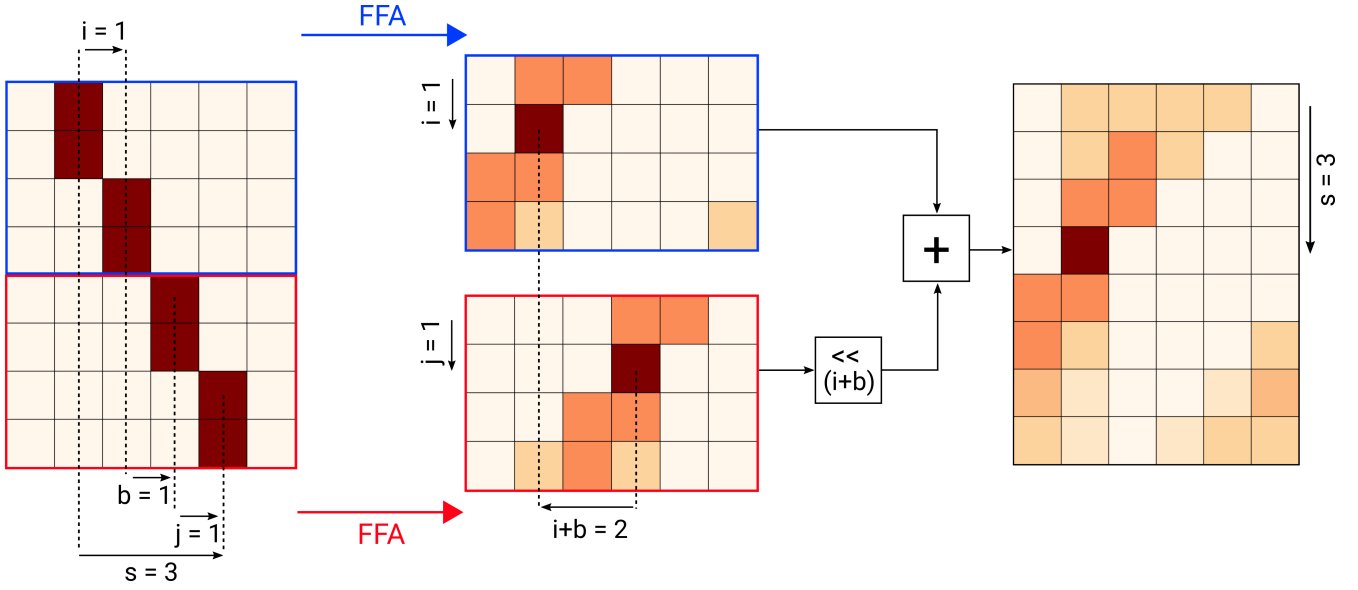 i = 1
b = 1
j = 1
s = 3
FFA
FFA
i = 1
j = 1
i+b = 2
<<
(i+b)
+
s = 3